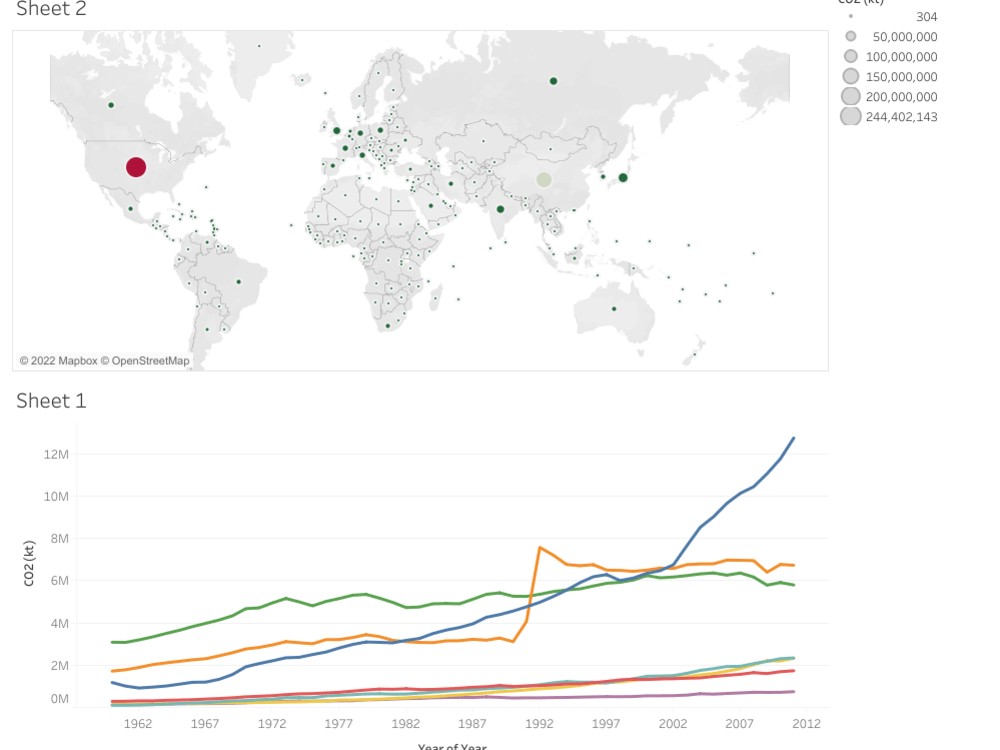 Sheet 2
CO2 (kt)
304
50,000,000
100,000,000
150,000,000
200,000,000
244,402,143
© 2022 Mapbox © OpenStreetMap
Sheet 1
CO2 (kt)
12M
10M
8M
6M
4M
2M
0M
1962 1967 1972 1977 1982 1987 1992 1997 2002 2007 2012
Year of Year